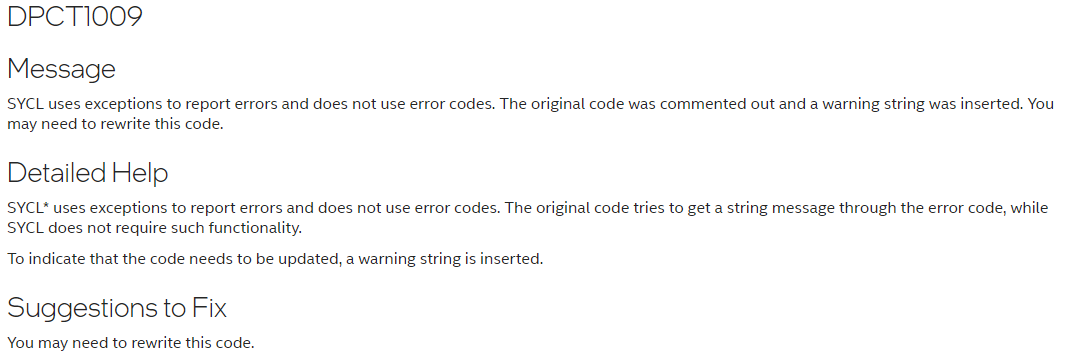 DPCT1009
Message
SYCL uses exceptions to report errors and does not use error codes. The original code was commented out and a warning string was inserted. You
may need to rewrite this code.
Detailed Help
SYCL* uses exceptions to report errors and does not use error codes. The original code tries to get a string message through the error code, while
SYCL does not require such functionality.
To indicate that the code needs to be updated, a warning string is inserted.
Suggestions to Fix
You may need to rewrite this code.